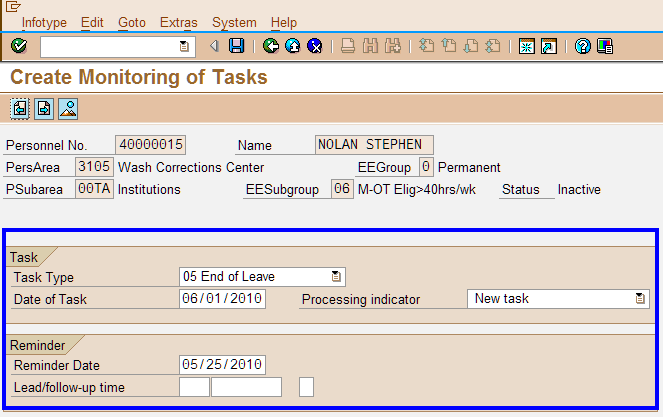 Infotype Edit Goto Extras System Help
Create Monitoring of Tasks
Personnel No. 40000015 Name NOLAN STEPHEN
PersArea 3105 Wash Corrections Center EEGroup 0 Permanent
PSubarea 00TA Institutions EESubgroup 06 M-OT Elig>40hrs/wk Status Inactive
Task
Task Type 05 End of Leave
Date of Task 06/01/2010 Processing indicator New task
Reminder
Reminder Date 05/25/2010
Lead/follow-up time